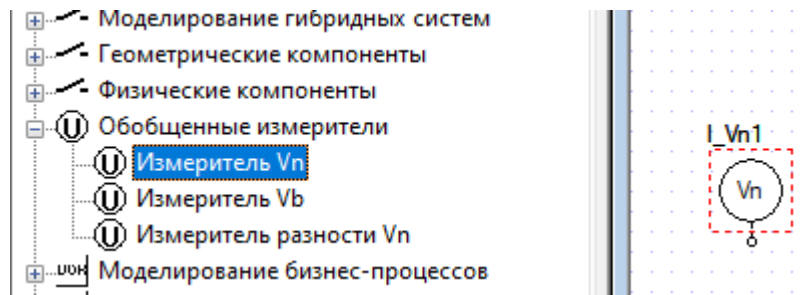 Моделирование гибридных систем
Геометрические компоненты
Физические компоненты
Обобщенные измерители
Измеритель Vn
Измеритель Vb
Измеритель разности Vn
Моделирование бизнес-процессов
I_Vn1
Vn